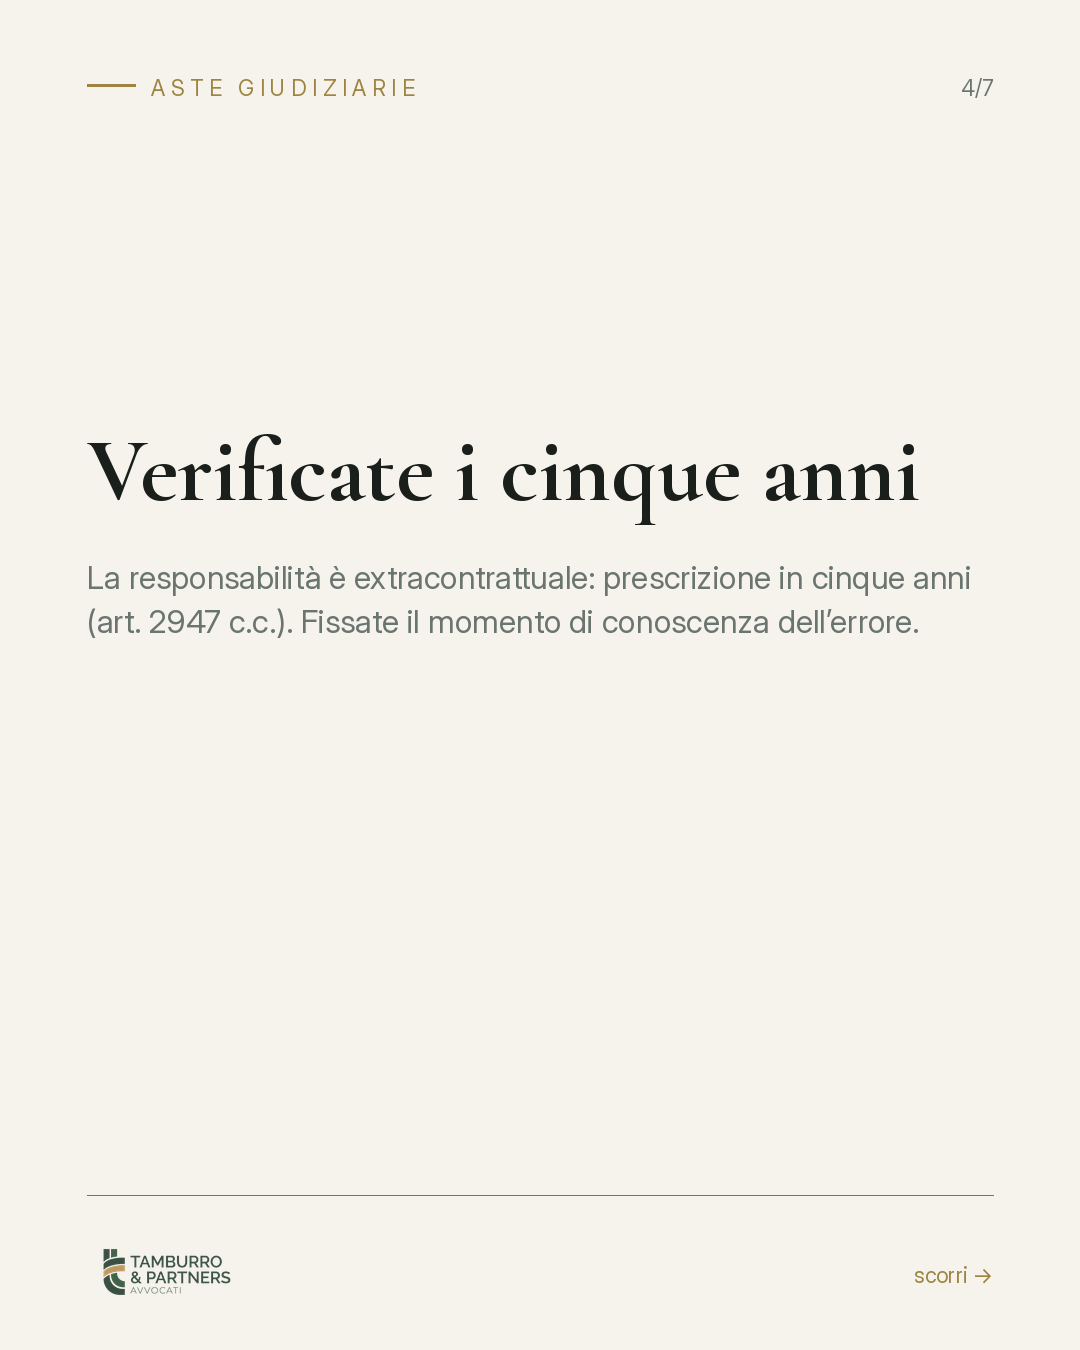 ASTE GIUDIZIARIE
4/7
Verificate i cinque anni
La responsabilità è extracontrattuale: prescrizione in cinque anni
(art. 2947 c.c.). Fissate il momento di conoscenza dell’errore.
TAMBURRO
& PARTNERS
AVVOCATI
scorri →